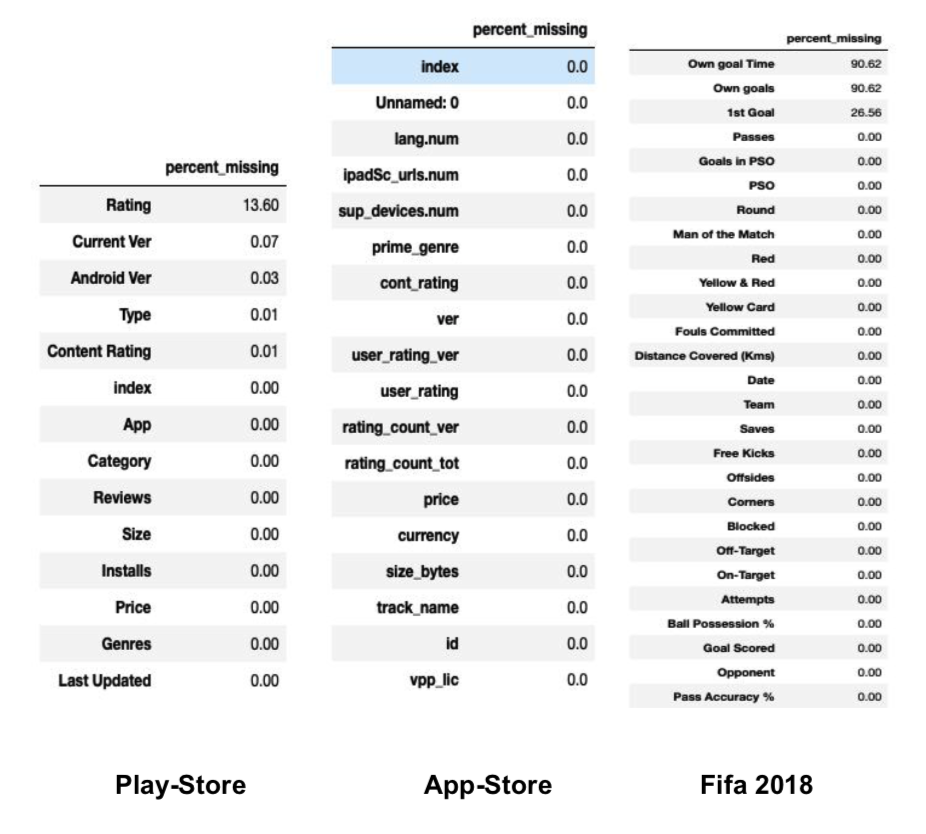 percent_missing
Rating 13.60
Current Ver 0.07
Android Ver 0.03
Type 0.01
Content Rating 0.01
index 0.00
App 0.00
Category 0.00
Reviews 0.00
Size 0.00
Installs 0.00
Price 0.00
Genres 0.00
Last Updated 0.00
Play-Store
percent_missing
index 0.0
Unnamed: 0 0.0
lang.num 0.0
ipadSc_urls.num 0.0
sup_devices.num 0.0
prime_genre 0.0
cont_rating 0.0
ver 0.0
user_rating_ver 0.0
user_rating 0.0
rating_count_ver 0.0
rating_count_tot 0.0
price 0.0
currency 0.0
size_bytes 0.0
track_name 0.0
id 0.0
vpp_lic 0.0
App-Store
percent_missing
Own goal Time 90.62
Own goals 90.62
1st Goal 26.56
Passes 0.00
Goals in PSO 0.00
PSO 0.00
Round 0.00
Man of the Match 0.00
Red 0.00
Yellow & Red 0.00
Yellow Card 0.00
Fouls Committed 0.00
Distance Covered (Kms) 0.00
Date 0.00
Team 0.00
Saves 0.00
Free Kicks 0.00
Offsides 0.00
Corners 0.00
Blocked 0.00
Off-Target 0.00
On-Target 0.00
Attempts 0.00
Ball Possession % 0.00
Goal Scored 0.00
Opponent 0.00
Pass Accuracy % 0.00
Fifa 2018